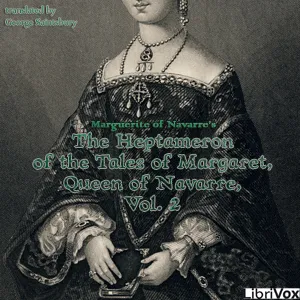 translated by
George Saintsbury
Marguerite of Navarre's
The Heptameron
of the Tales of Margaret,
Queen of Navarre,
Vol. 2
LibriVox